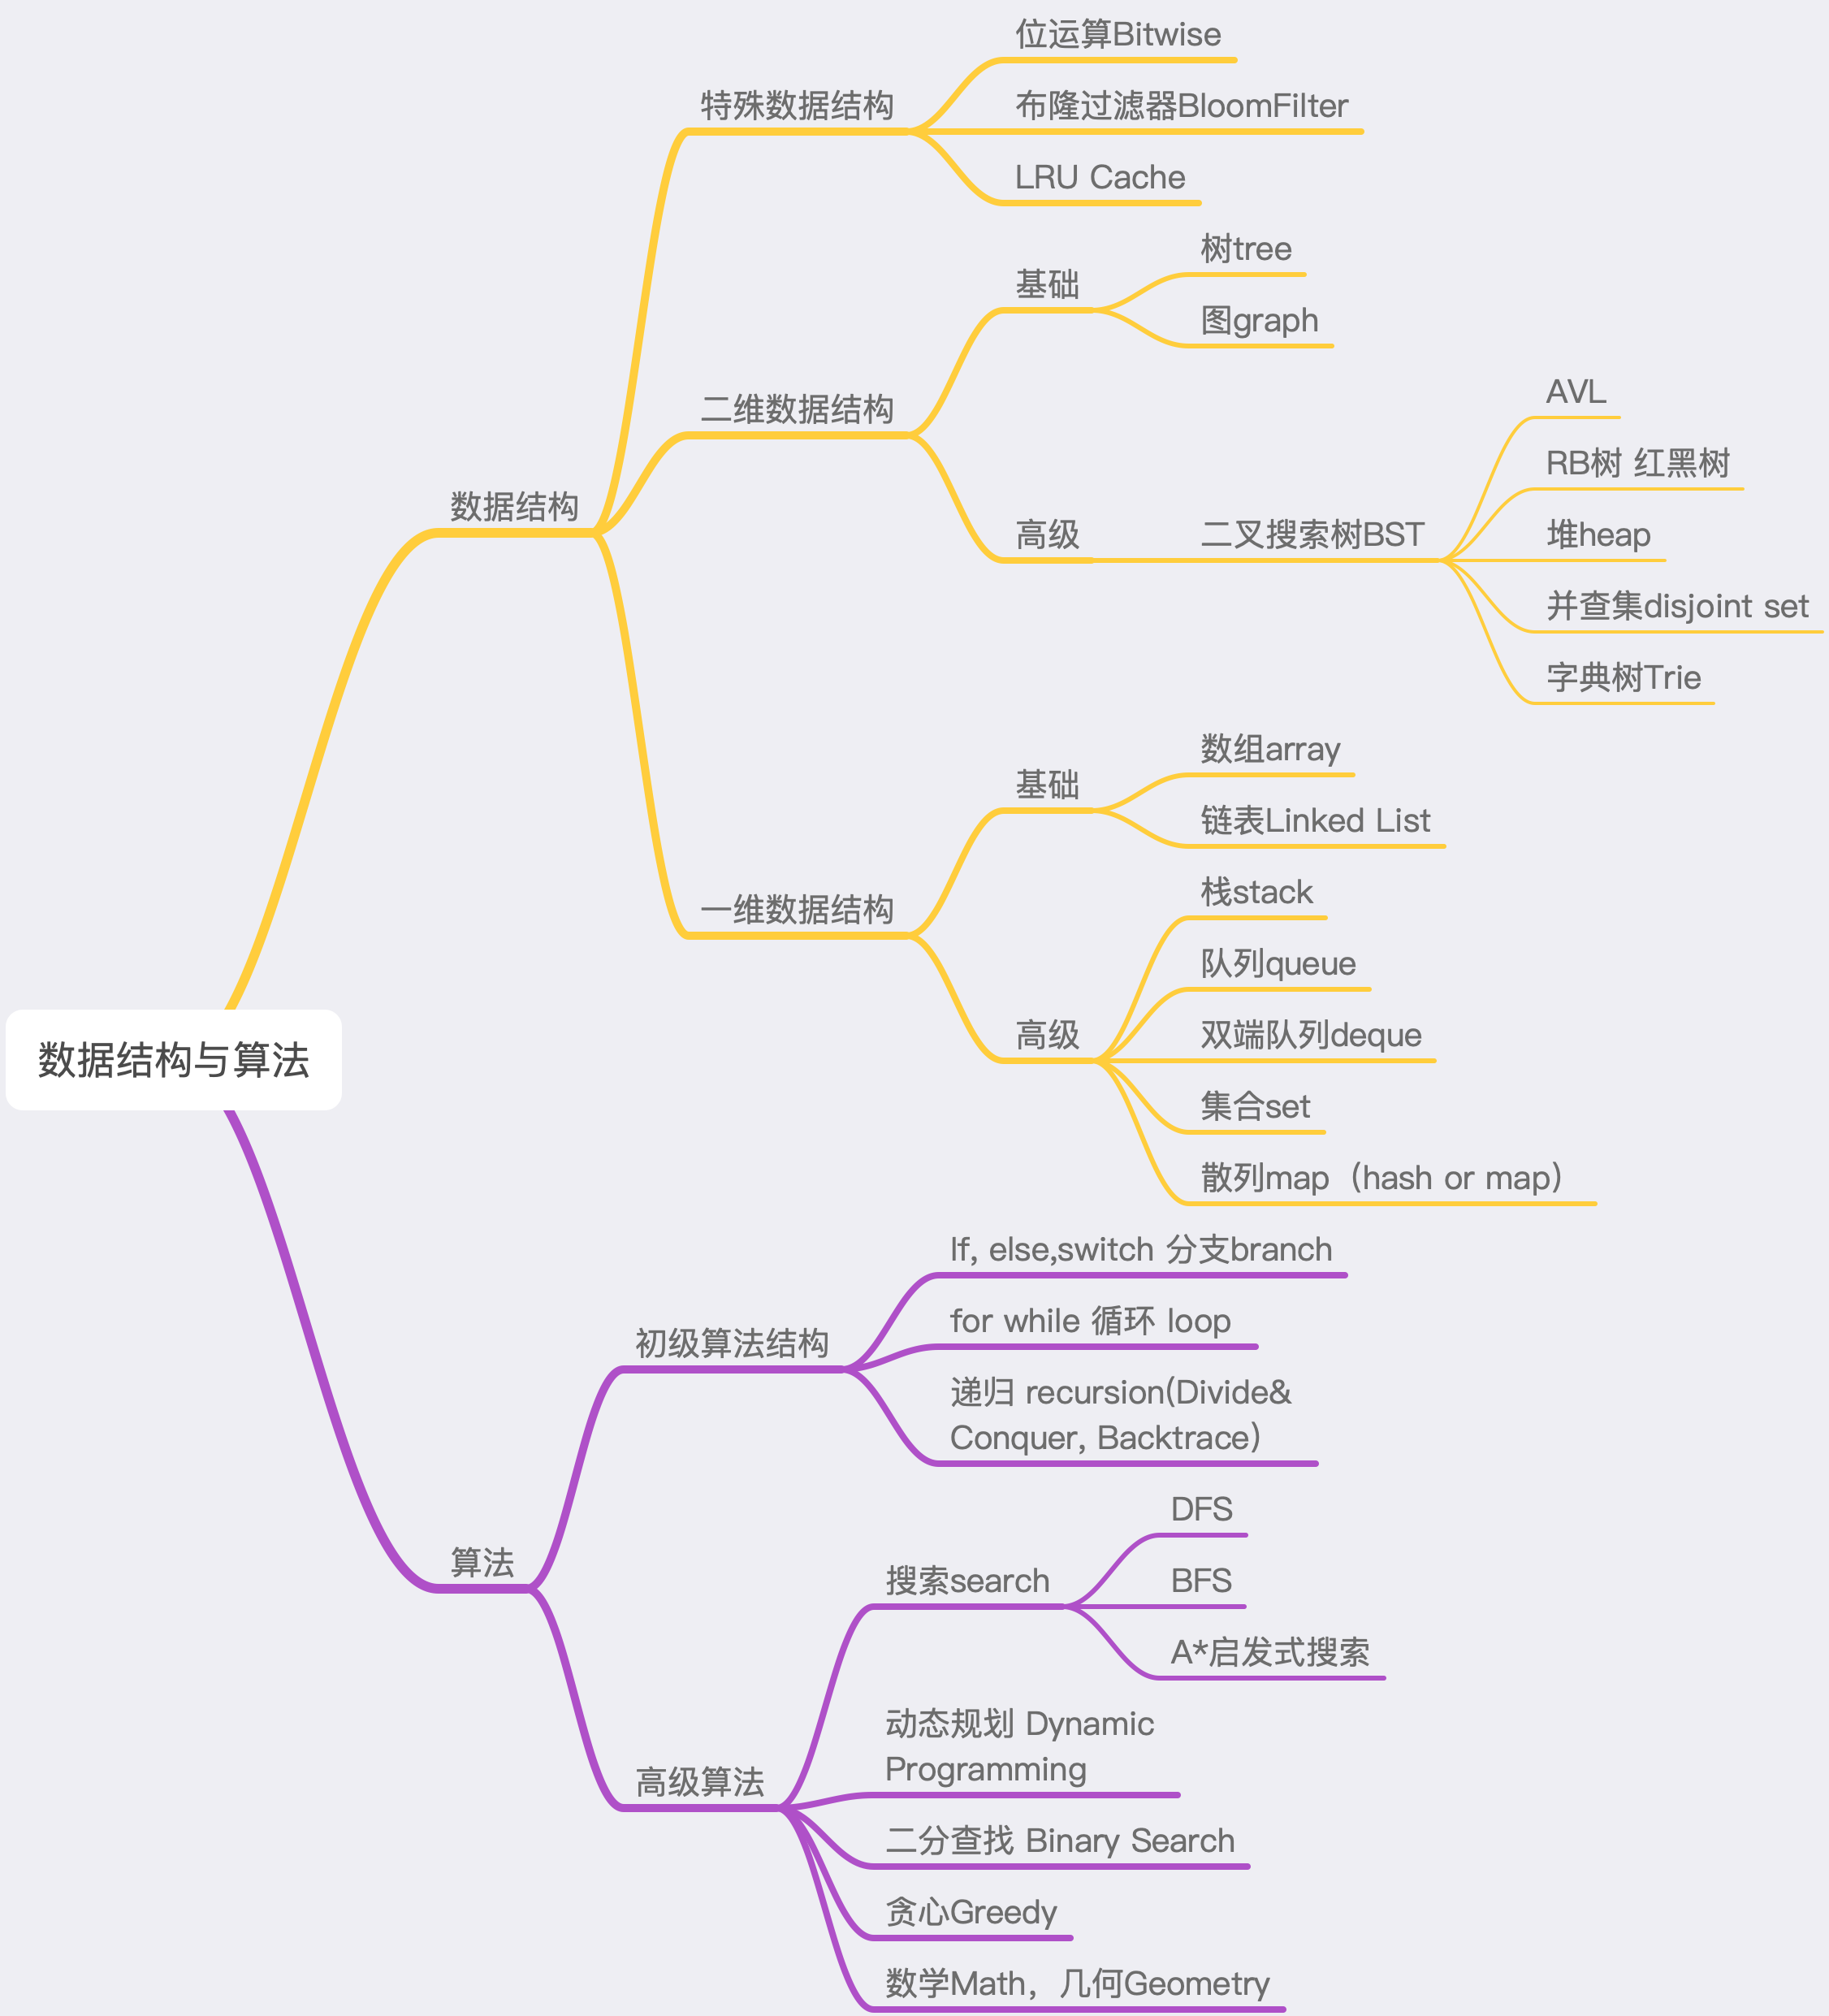 位运算Bitwise
特殊数据结构
布隆过滤器BloomFilter
LRU Cache
树tree
基础
图graph
二维数据结构
AVL
RB树 红黑树
数据结构
高级
二叉搜索树BST
堆heap
并查集disjoint set
字典树Trie
数组array
基础
链表Linked List
一维数据结构
栈stack
队列queue
高级
双端队列deque
集合set
散列map（hash or map）
数据结构与算法
If, else,switch 分支branch
初级算法结构
for while 循环 loop
递归 recursion(Divide&
Conquer, Backtrace)
算法
DFS
搜索search
BFS
A*启发式搜索
高级算法
动态规划 Dynamic
Programming
二分查找 Binary Search
贪心Greedy
数学Math，几何Geometry